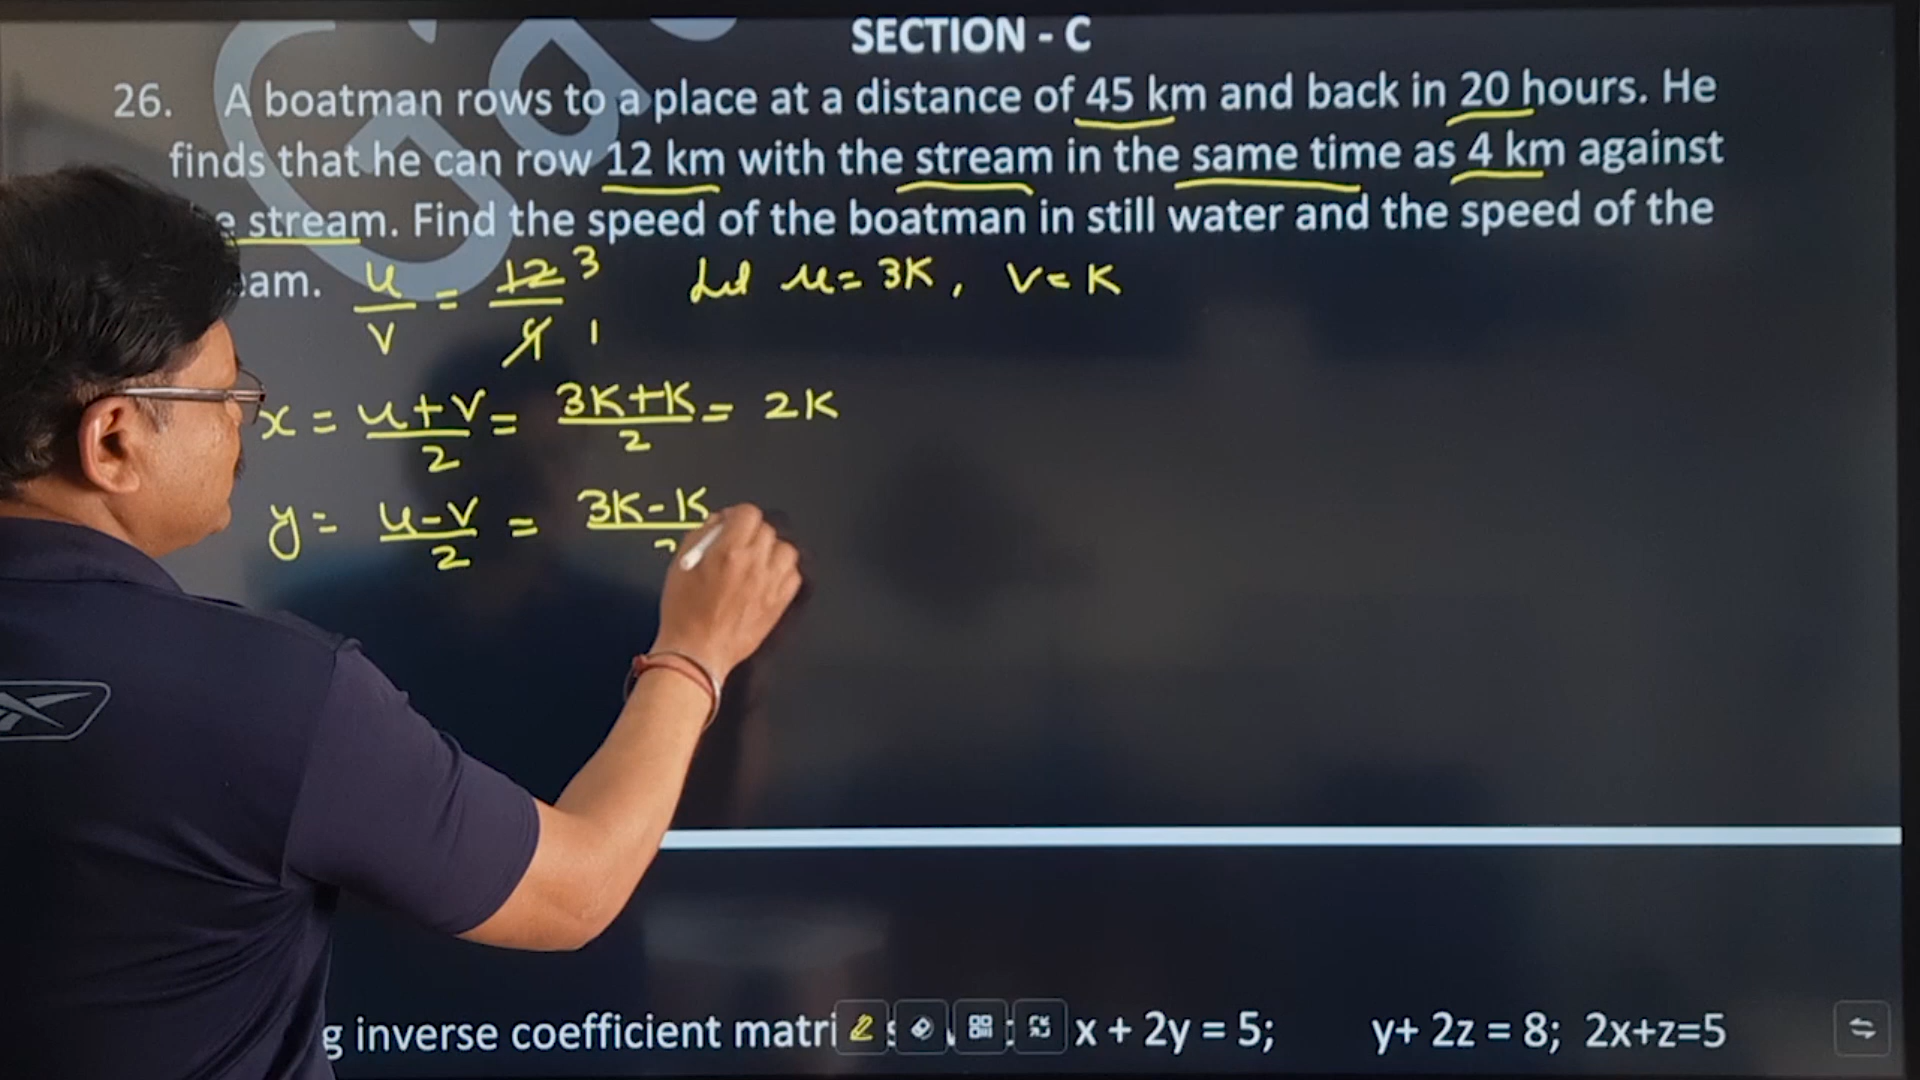 SECTION - C
26. A boatman rows to a place at a distance of 45 km and back in 20 hours. He
finds that he can row 12 km with the stream in the same time as 4 km against
stream. Find the speed of the boatman in still water and the speed of the
am. u/v = 12/4 3/1 Let u = 3K, v = K
x = u+v/2 = 3K+K/2 = 2K
y = u-v/2 = 3K-K
g inverse coefficient matri x + 2y = 5; y+ 2z = 8; 2x+z=5